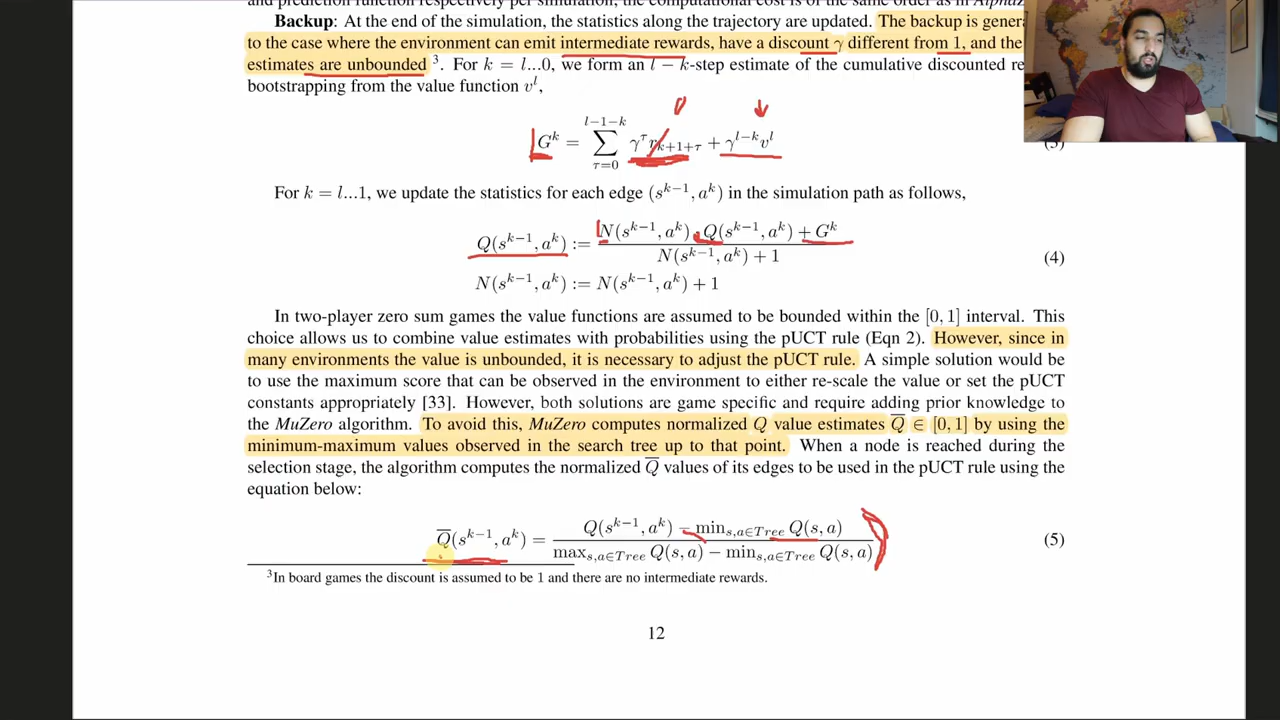 and prediction function respectively per simulation, the computational cost is of the same order as in Alpha
Backup: At the end of the simulation, the statistics along the trajectory are updated. The backup is gener
to the case where the environment can emit intermediate rewards, have a discount γ different from 1, and the
estimates are unbounded ³. For k = l...0, we form an l − k-step estimate of the cumulative discounted re
bootstrapping from the value function v^l,
G^k = ∑_{τ=0}^{l−1−k} γ^τ r_{k+1+τ} + γ^{l−k} v^l
For k = l...1, we update the statistics for each edge (s^{k−1}, a^k) in the simulation path as follows,
Q(s^{k−1}, a^k) := \frac{N(s^{k−1}, a^k) · Q(s^{k−1}, a^k) + G^k}{N(s^{k−1}, a^k) + 1} (4)
N(s^{k−1}, a^k) := N(s^{k−1}, a^k) + 1
In two-player zero sum games the value functions are assumed to be bounded within the [0, 1] interval. This
choice allows us to combine value estimates with probabilities using the pUCT rule (Eqn 2). However, since in
many environments the value is unbounded, it is necessary to adjust the pUCT rule. A simple solution would be
to use the maximum score that can be observed in the environment to either re-scale the value or set the pUCT
constants appropriately [33]. However, both solutions are game specific and require adding prior knowledge to
the MuZero algorithm. To avoid this, MuZero computes normalized Q value estimates Q̅ ∈ [0, 1] by using the
minimum-maximum values observed in the search tree up to that point. When a node is reached during the
selection stage, the algorithm computes the normalized Q̅ values of its edges to be used in the pUCT rule using the
equation below:
Q̅(s^{k−1}, a^k) = \frac{Q(s^{k−1}, a^k) − min_{s,a∈Tree} Q(s, a)}{max_{s,a∈Tree} Q(s, a) − min_{s,a∈Tree} Q(s, a)} (5)
³In board games the discount is assumed to be 1 and there are no intermediate rewards.
12